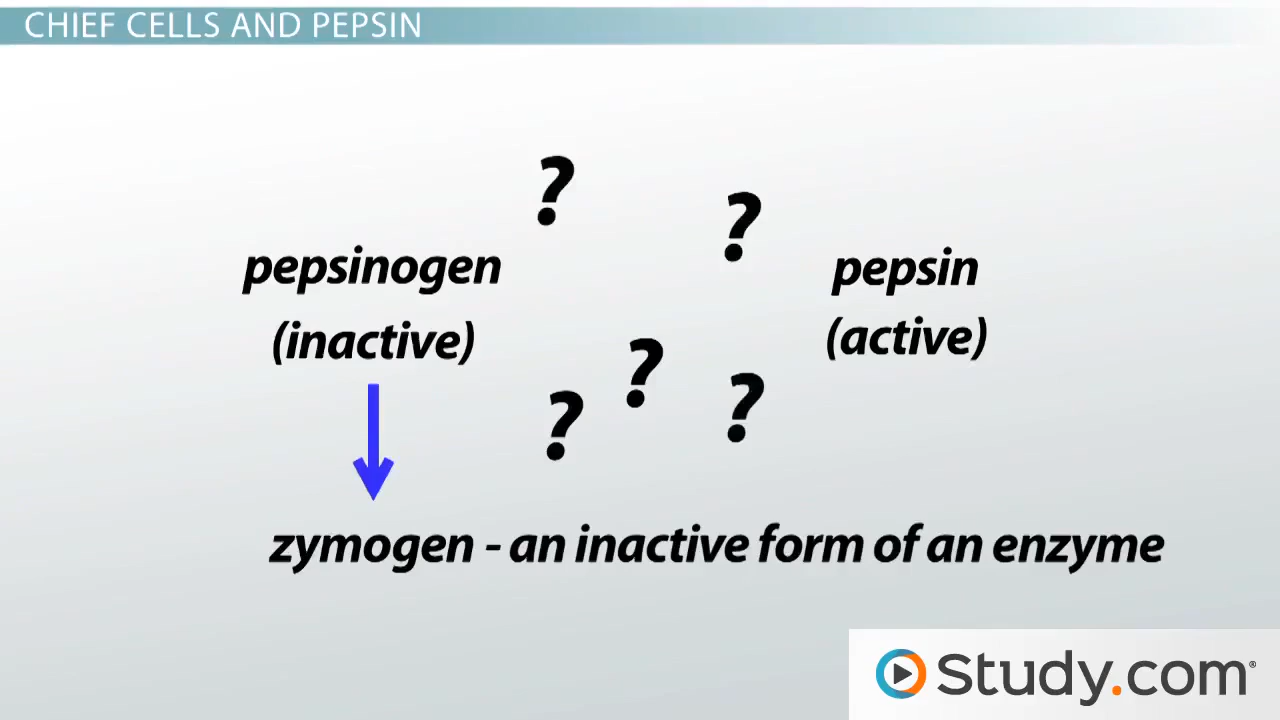 CHIEF CELLS AND PEPSIN
?
?
pepsinogen
pepsin
(inactive)
(active)
?
?
?
zymogen - an inactive form of an enzyme
Study.com®